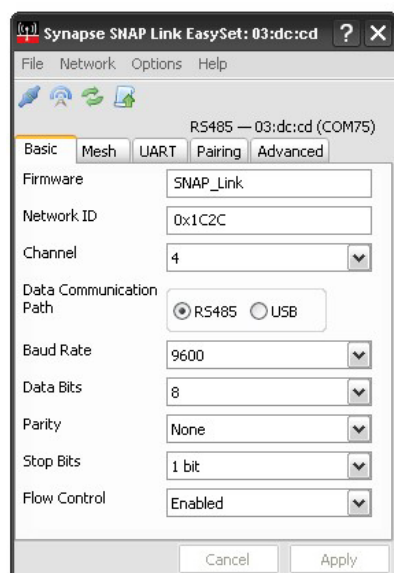 Synapse SNAP Link EasySet: 03:dc:cd
File Network Options Help
RS485 — 03:dc:cd (COM75)
Basic Mesh UART Pairing Advanced
Firmware SNAP_Link
Network ID 0x1C2C
Channel 4
Data Communication
Path RS485 USB
Baud Rate 9600
Data Bits 8
Parity None
Stop Bits 1 bit
Flow Control Enabled
Cancel Apply